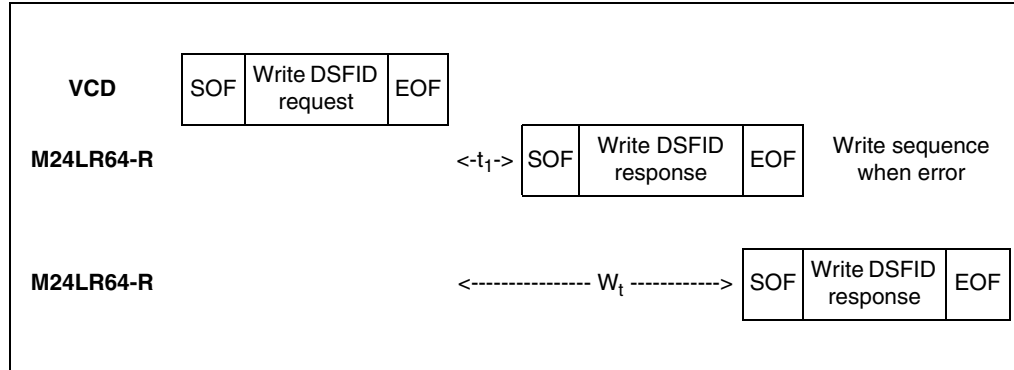 VCD SOF Write DSFID request EOF
M24LR64-R <-t1-> SOF Write DSFID response EOF Write sequence when error
M24LR64-R <---------------- Wt ------------> SOF Write DSFID response EOF